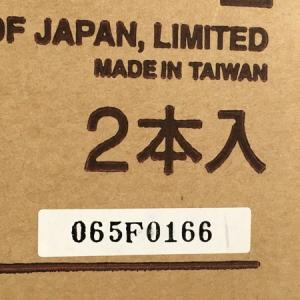 OF JAPAN, LIMITED
MADE IN TAIWAN
2本入
065F0166